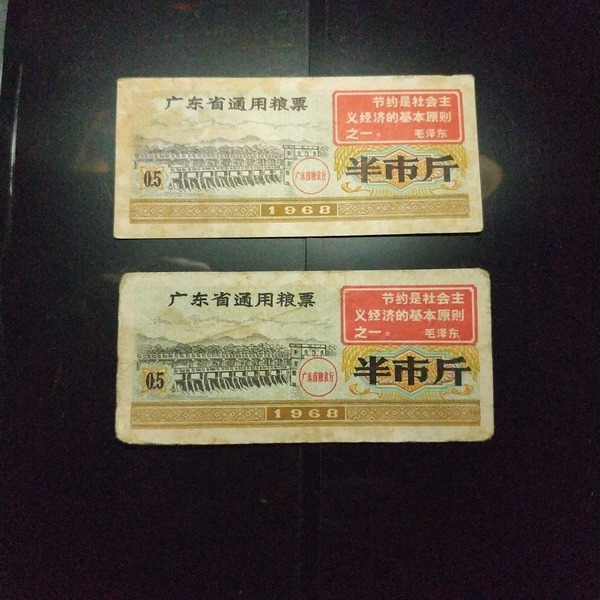 广东省通用粮票
节约是社会主
义经济的基本原则
之一。 毛泽东
0.5
广东省粮食厅
半市斤
1968
广东省通用粮票
节约是社会主
义经济的基本原则
之一。 毛泽东
0.5
广东省粮食厅
半市斤
1968